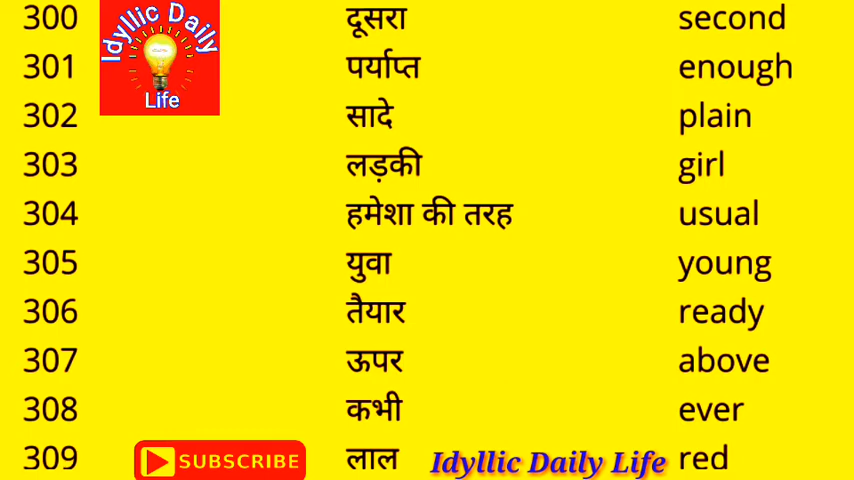 300 दूसरा second
Idyllic Daily
Life
301 पर्याप्त enough
302 सादे plain
303 लड़की girl
304 हमेशा की तरह usual
305 युवा young
306 तैयार ready
307 ऊपर above
308 कभी ever
309 SUBSCRIBE लाल Idyllic Daily Life red